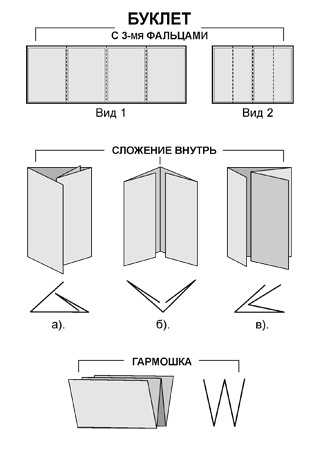 БУКЛЕТ
С 3-мя ФАЛЬЦАМИ
Вид 1
Вид 2
СЛОЖЕНИЕ ВНУТРЬ
а).
б).
в).
ГАРМОШКА